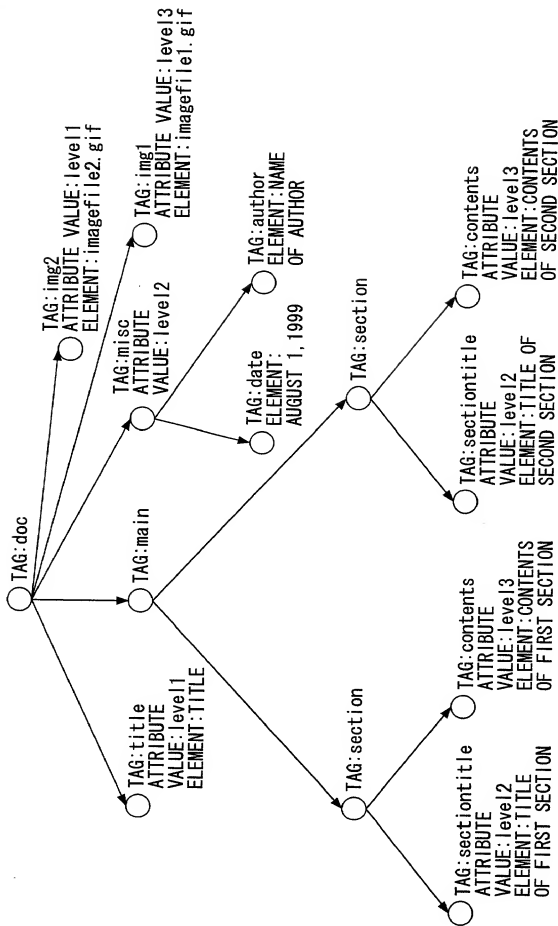 TAG:doc
TAG:img2
ATTRIBUTE VALUE:level1
ELEMENT:imagefile2.gif
TAG:img1
ATTRIBUTE VALUE:level3
ELEMENT:imagefile1.gif
TAG:misc
ATTRIBUTE
VALUE:level2
TAG:main
TAG:title
ATTRIBUTE
VALUE:level1
ELEMENT:TITLE
TAG:date
ELEMENT:
AUGUST 1,1999
TAG:author
ELEMENT:NAME
OF AUTHOR
TAG:section
TAG:section
TAG:sectiontitle
ATTRIBUTE
VALUE:level2
ELEMENT:TITLE
OF FIRST SECTION
TAG:contents
ATTRIBUTE
VALUE:level3
ELEMENT:CONTENTS
OF FIRST SECTION
TAG:sectiontitle
ATTRIBUTE
VALUE:level2
ELEMENT:TITLE OF
SECOND SECTION
TAG:contents
ATTRIBUTE
VALUE:level3
ELEMENT:CONTENTS
OF SECOND SECTION